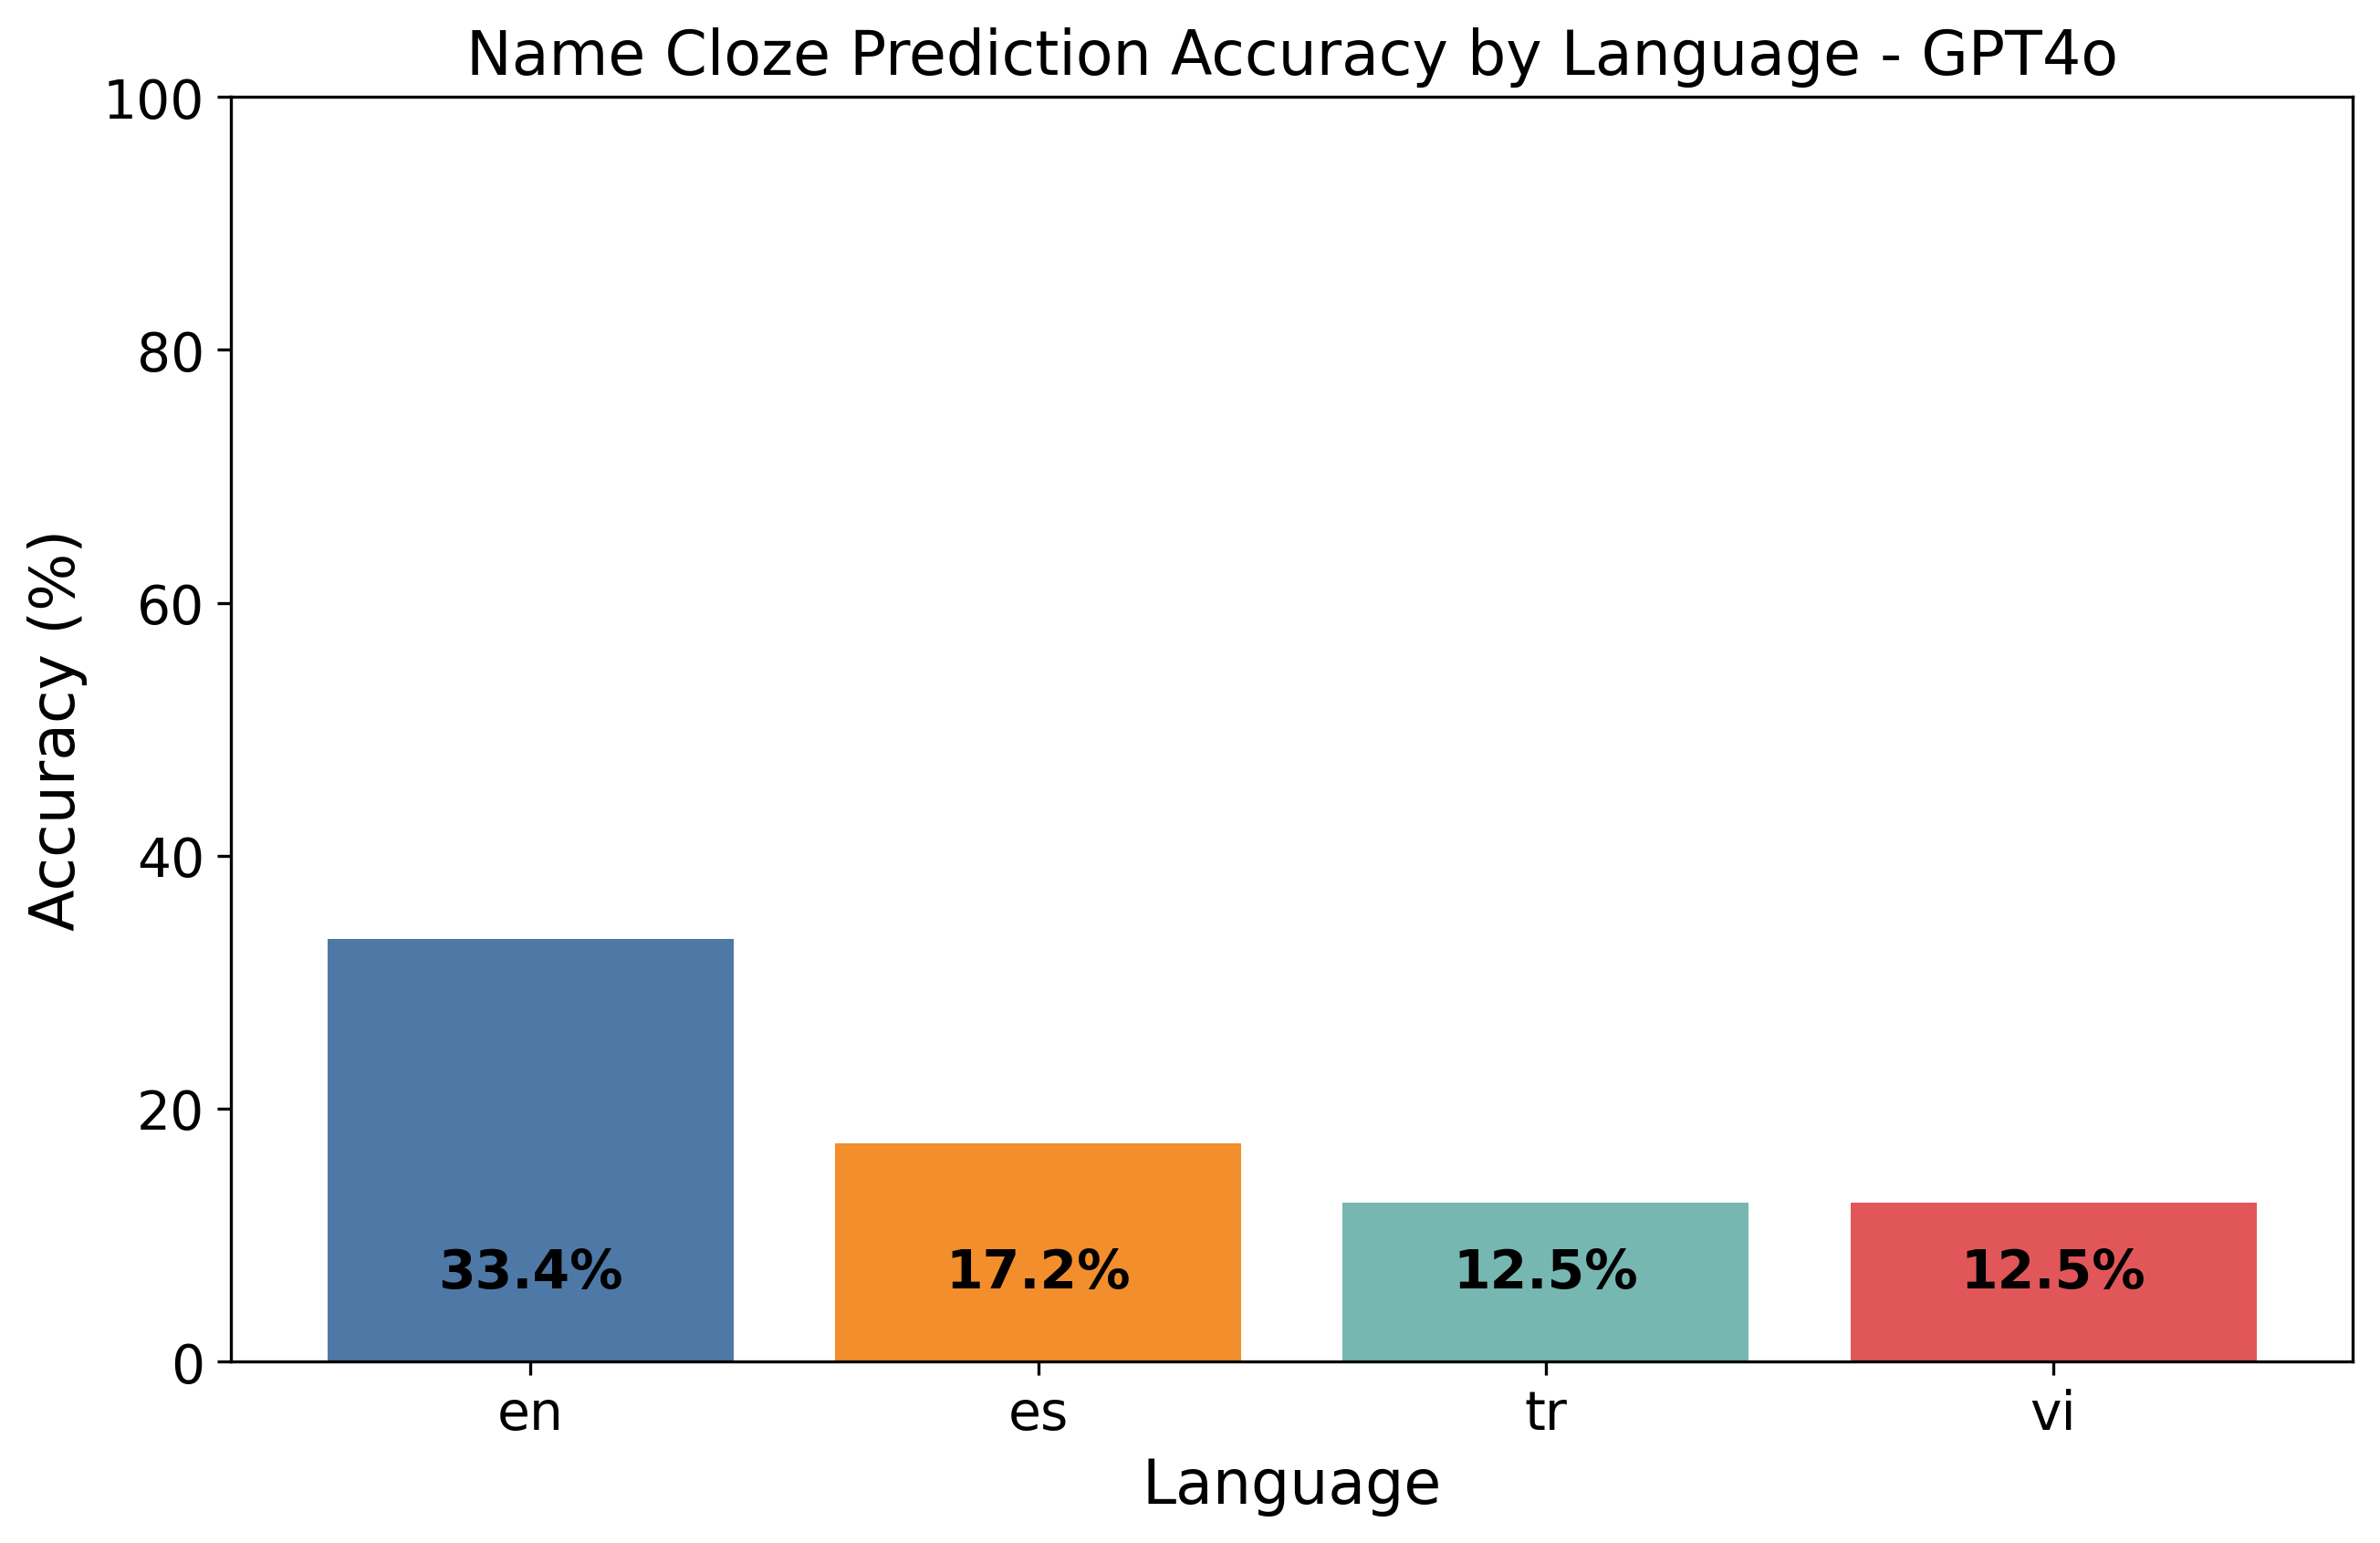 Name Cloze Prediction Accuracy by Language - GPT4o
100
80
60
40
20
0
Accuracy (%)
33.4%
17.2%
12.5%
12.5%
en
es
tr
vi
Language